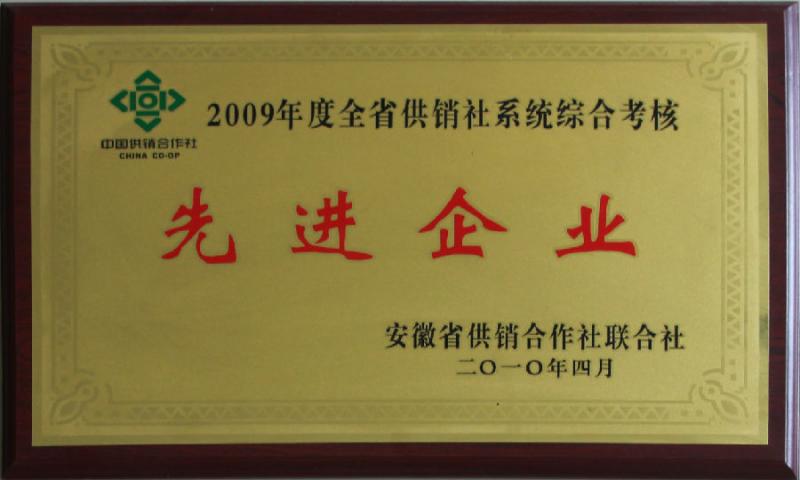 中国供销合作社
CHINA CO-OP
2009年度全省供销社系统综合考核
先进企业
安徽省供销合作社联合社
二〇一〇年四月